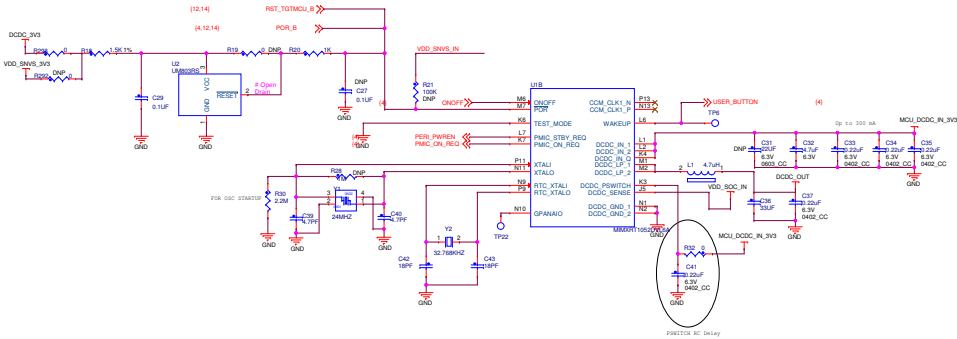 {12,14} RST_TGTMCU_B
{4,12,14} POR_B
DCDC_3V3
VDD_SNVS_3V3
0
1.5K 1%
R292 0
DNP
U2
UM803RS
VCC
GND
RESET
3
2
1
# Open
Drain
R19 0 DNP
R20 1K
C29
0.1UF
GND
GND
DNP
C27
0.1UF
GND
VDD_SNVS_IN
R21
100K
DNP
ONOFF
GND
PERI_PWREN
PMIC_ON_REQ
U1B
M6 ONOFF
M7 POR
K6 TEST_MODE
L7 PMIC_STBY_REQ
K7 PMIC_ON_REQ
P11 XTALI
N11 XTALO
N9 RTC_XTALI
P9 RTC_XTALO
N10 GPANAIO
CCM_CLK1_N P13
CCM_CLK1_P N13
WAKEUP L6
DCDC_IN_1 L1
DCDC_IN_2 L2
DCDC_IN_Q K4
DCDC_LP_1 M1
DCDC_LP_2 M2
DCDC_PSWITCH K3
DCDC_SENSE J5
DCDC_GND_1 N1
DCDC_GND_2 N2
GND
USER_BUTTON {4}
TP6
Up to 300 mA
MCU_DCDC_IN_3V3
DNP
C31
22UF
6.3V
0603_CC
C32
4.7uF
6.3V
C33
0.22uF
6.3V
0402_CC
C34
0.22uF
6.3V
0402_CC
C35
0.22uF
6.3V
0402_CC
GND
2 L1 4.7uH 1
DCDC_OUT
VDD_SOC_IN
C36
33UF
C37
0.22uF
6.3V
0402_CC
GND
R32 0
MCU_DCDC_IN_3V3
C41
0.22uF
6.3V
0402_CC
GND
PSWITCH RC Delay
FOR OSC STARTUP
R30
2.2M
GND
R28
Y1
24MHZ
C39
4.7PF
GND
C40
4.7PF
GND
TP22
Y2
1 2
32.768KHZ
C42
18PF
C43
18PF
GND
GND